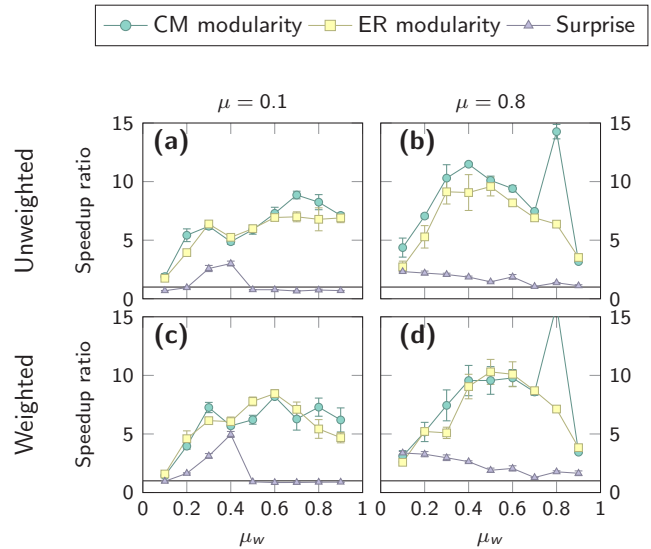 CM modularity ER modularity Surprise
μ = 0.1 μ = 0.8
Unweighted
Speedup ratio
(a)
15
10
5
0
(b)
15
10
5
0
Weighted
Speedup ratio
(c)
15
10
5
0
(d)
15
10
5
0
0 0.2 0.4 0.6 0.8 1
0 0.2 0.4 0.6 0.8 1
μw
μw